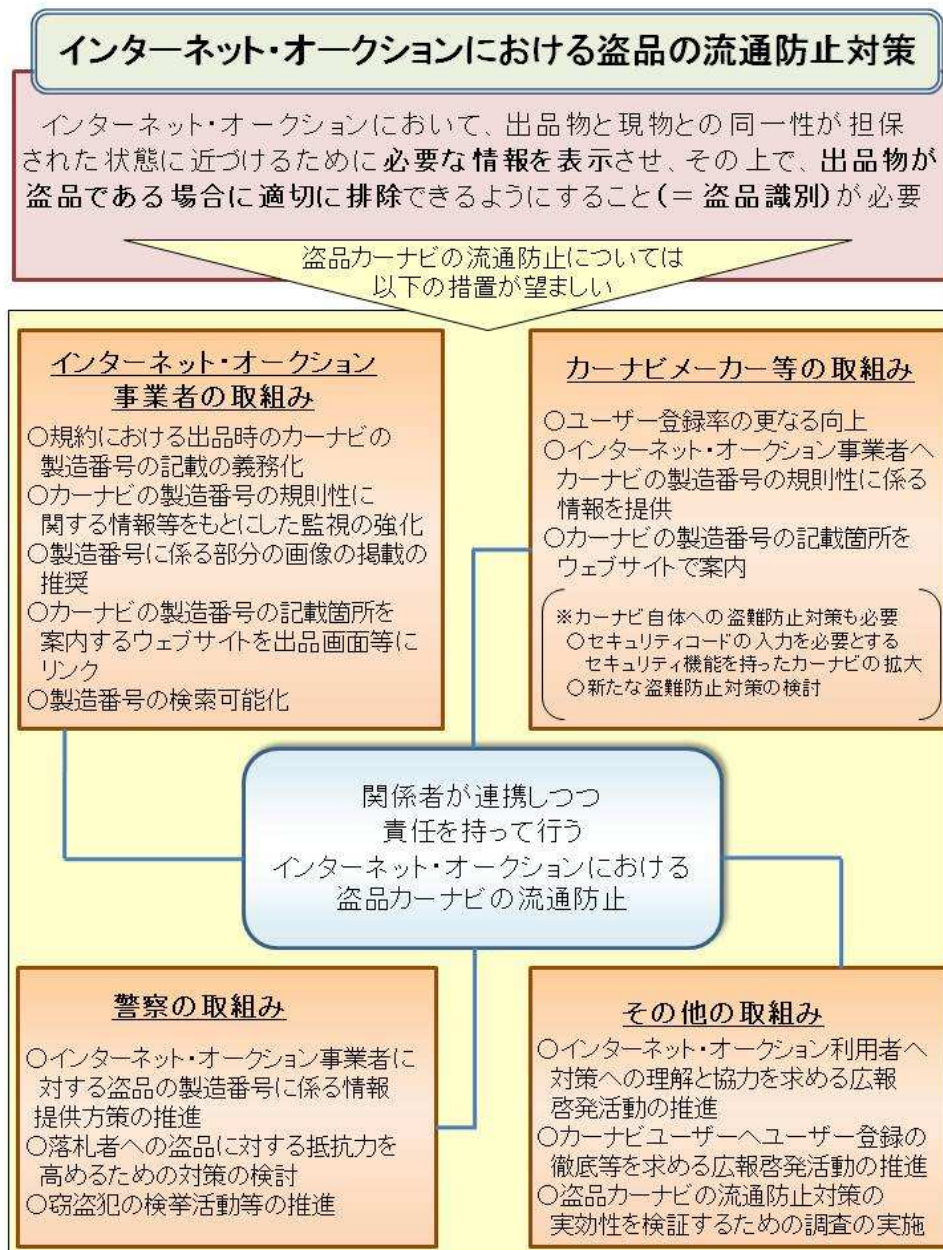 インターネット・オークションにおける盗品の流通防止対策
インターネット・オークションにおいて、出品物と現物との同一性が担保
された状態に近づけるために必要な情報を表示させ、その上で、出品物が
盗品である場合に適切に排除できるようにすること(＝盗品識別)が必要
盗品カーナビの流通防止については
以下の措置が望ましい
インターネット・オークション
事業者の取組み
○規約における出品時のカーナビの
製造番号の記載の義務化
○カーナビの製造番号の規則性に
関する情報等をもとにした監視の強化
○製造番号に係る部分の画像の掲載の
推奨
○カーナビの製造番号の記載箇所を
案内するウェブサイトを出品画面等に
リンク
○製造番号の検索可能化
カーナビメーカー等の取組み
○ユーザー登録率の更なる向上
○インターネット・オークション事業者へ
カーナビの製造番号の規則性に係る
情報を提供
○カーナビの製造番号の記載箇所を
ウェブサイトで案内
※カーナビ自体への盗難防止対策も必要
○セキュリティコードの入力を必要とする
セキュリティ機能を持ったカーナビの拡大
○新たな盗難防止対策の検討
関係者が連携しつつ
責任を持って行う
インターネット・オークションにおける
盗品カーナビの流通防止
警察の取組み
○インターネット・オークション事業者に
対する盗品の製造番号に係る情報
提供方策の推進
○落札者への盗品に対する抵抗力を
高めるための対策の検討
○窃盗犯の検挙活動等の推進
その他の取組み
○インターネット・オークション利用者へ
対策への理解と協力を求める広報
啓発活動の推進
○カーナビユーザーへユーザー登録の
徹底等を求める広報啓発活動の推進
○盗品カーナビの流通防止対策の
実効性を検証するための調査の実施